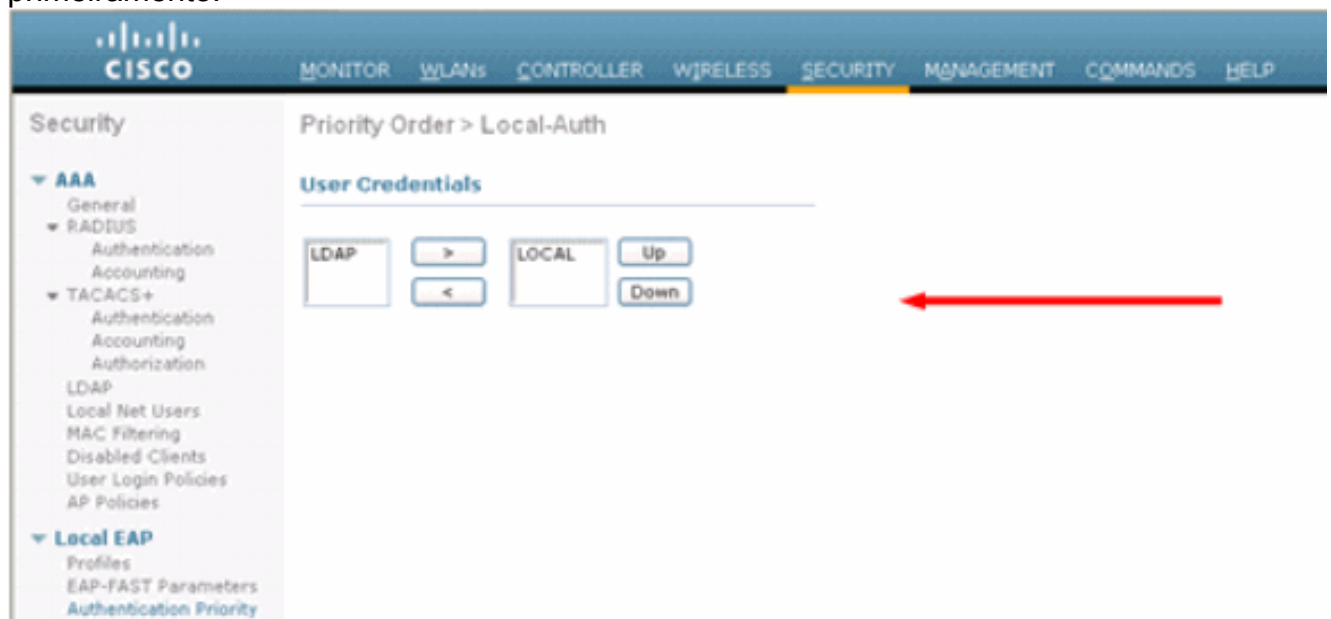 primeiramente.
CISCO
MONITOR WLANs CONTROLLER WIRELESS SECURITY MANAGEMENT COMMANDS HELP
Security
AAA
General
RADIUS
Authentication
Accounting
TACACS+
Authentication
Accounting
Authorization
LDAP
Local Net Users
MAC Filtering
Disabled Clients
User Login Policies
AP Policies
Local EAP
Profiles
EAP-FAST Parameters
Authentication Priority
Priority Order > Local-Auth
User Credentials
LDAP > LOCAL Up
< Down